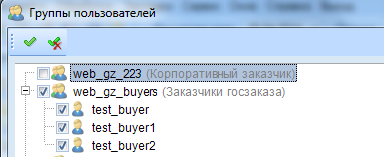 Группы пользователей
web_gz_223 (Корпоративный заказчик)
web_gz_buyers (Заказчики госзаказа)
test_buyer
test_buyer1
test_buyer2